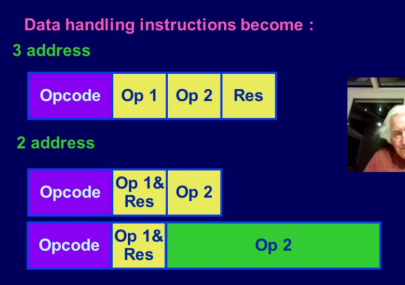 Data handling instructions become :
3 address
Opcode Op 1 Op 2 Res
2 address
Opcode Op 1& Res Op 2
Opcode Op 1& Res Op 2